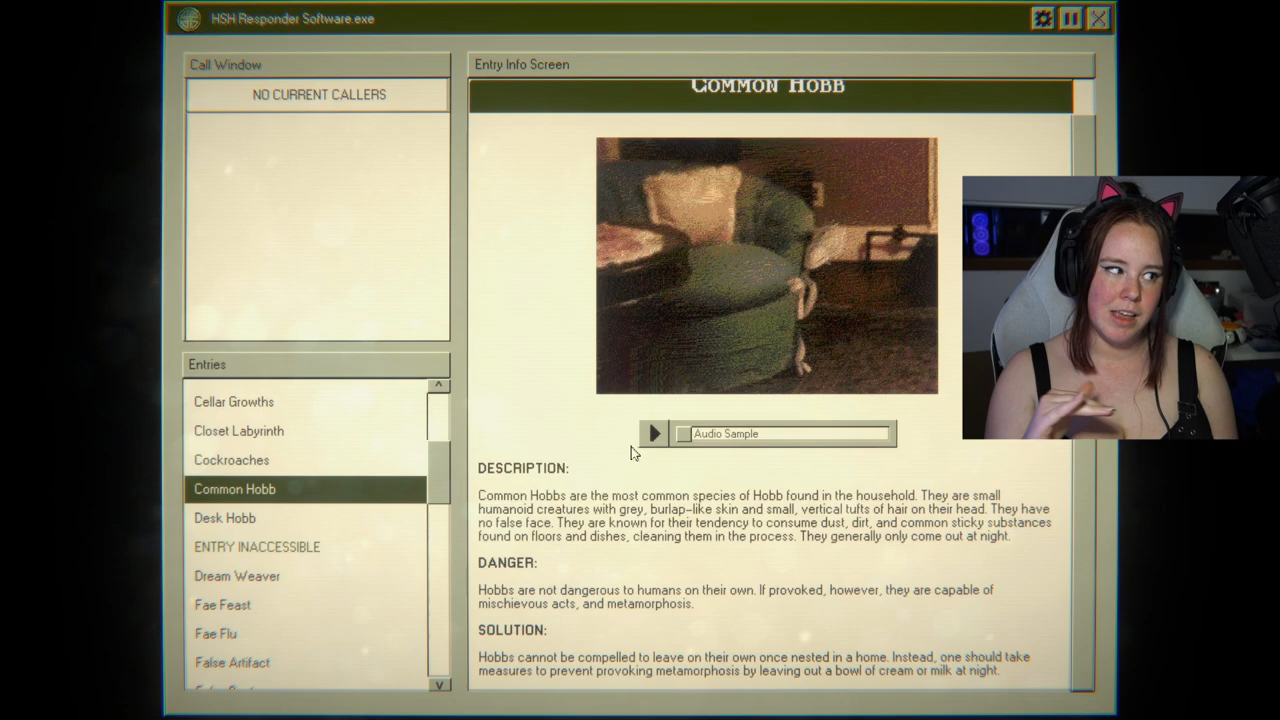 HSH Responder Software.exe
Call Window
NO CURRENT CALLERS
Entries
Cellar Growths
Closet Labyrinth
Cockroaches
Common Hobb
Desk Hobb
ENTRY INACCESSIBLE
Dream Weaver
Fae Feast
Fae Flu
False Artifact
Entry Info Screen
COMMON HOBB
Audio Sample
DESCRIPTION:
Common Hobbs are the most common species of Hobb found in the household. They are small
humanoid creatures with grey, burlap-like skin and small, vertical tufts of hair on their head. They have
no false face. They are known for their tendency to consume dust, dirt, and common sticky substances
found on floors and dishes, cleaning them in the process. They generally only come out at night.
DANGER:
Hobbs are not dangerous to humans on their own. If provoked, however, they are capable of
mischievous acts, and metamorphosis.
SOLUTION:
Hobbs cannot be compelled to leave on their own once nested in a home. Instead, one should take
measures to prevent provoking metamorphosis by leaving out a bowl of cream or milk at night.